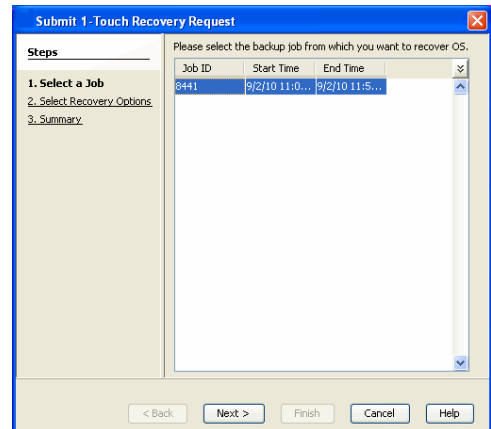 Submit 1-Touch Recovery Request
Steps
1. Select a Job
2. Select Recovery Options
3. Summary
Please select the backup job from which you want to recover OS.
Job ID Start Time End Time
8441 9/2/10 11:0... 9/2/10 11:5...
< Back Next > Finish Cancel Help